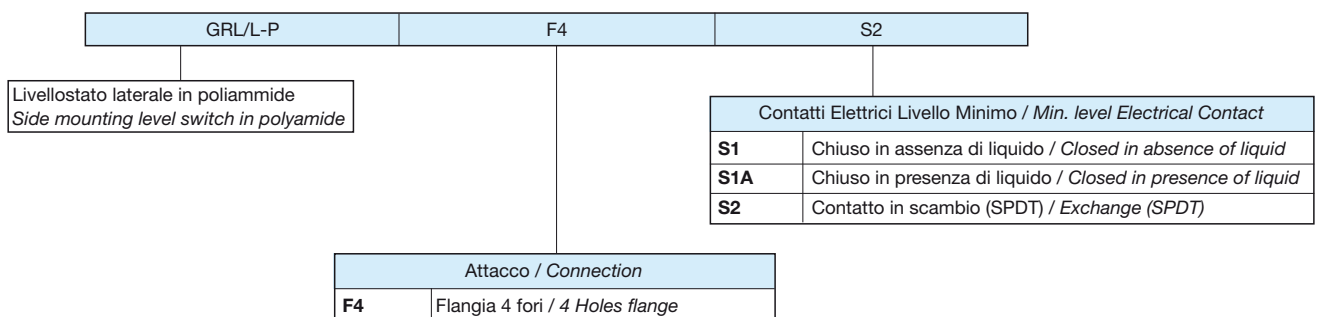 GRL/L-P F4 S2
Livellostato laterale in poliammide
Side mounting level switch in polyamide
Contatti Elettrici Livello Minimo / Min. level Electrical Contact
S1 Chiuso in assenza di liquido / Closed in absence of liquid
S1A Chiuso in presenza di liquido / Closed in presence of liquid
S2 Contatto in scambio (SPDT) / Exchange (SPDT)
Attacco / Connection
F4 Flangia 4 fori / 4 Holes flange